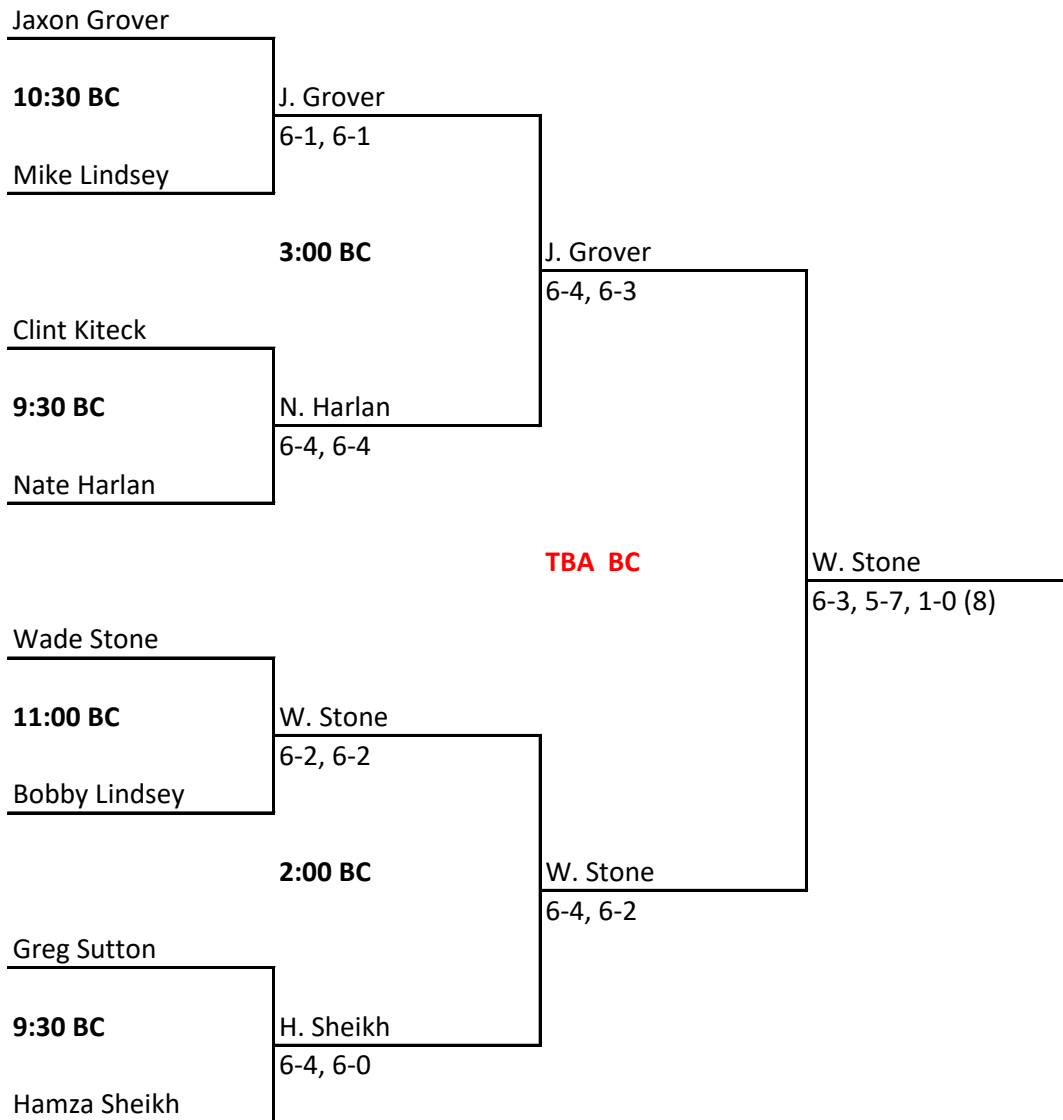 Jaxon Grover
10:30 BC
J. Grover
6-1, 6-1
Mike Lindsey
3:00 BC
J. Grover
6-4, 6-3
Clint Kiteck
9:30 BC
N. Harlan
6-4, 6-4
Nate Harlan
TBA BC
W. Stone
6-3, 5-7, 1-0 (8)
Wade Stone
11:00 BC
W. Stone
6-2, 6-2
Bobby Lindsey
2:00 BC
W. Stone
6-4, 6-2
Greg Sutton
9:30 BC
H. Sheikh
6-4, 6-0
Hamza Sheikh